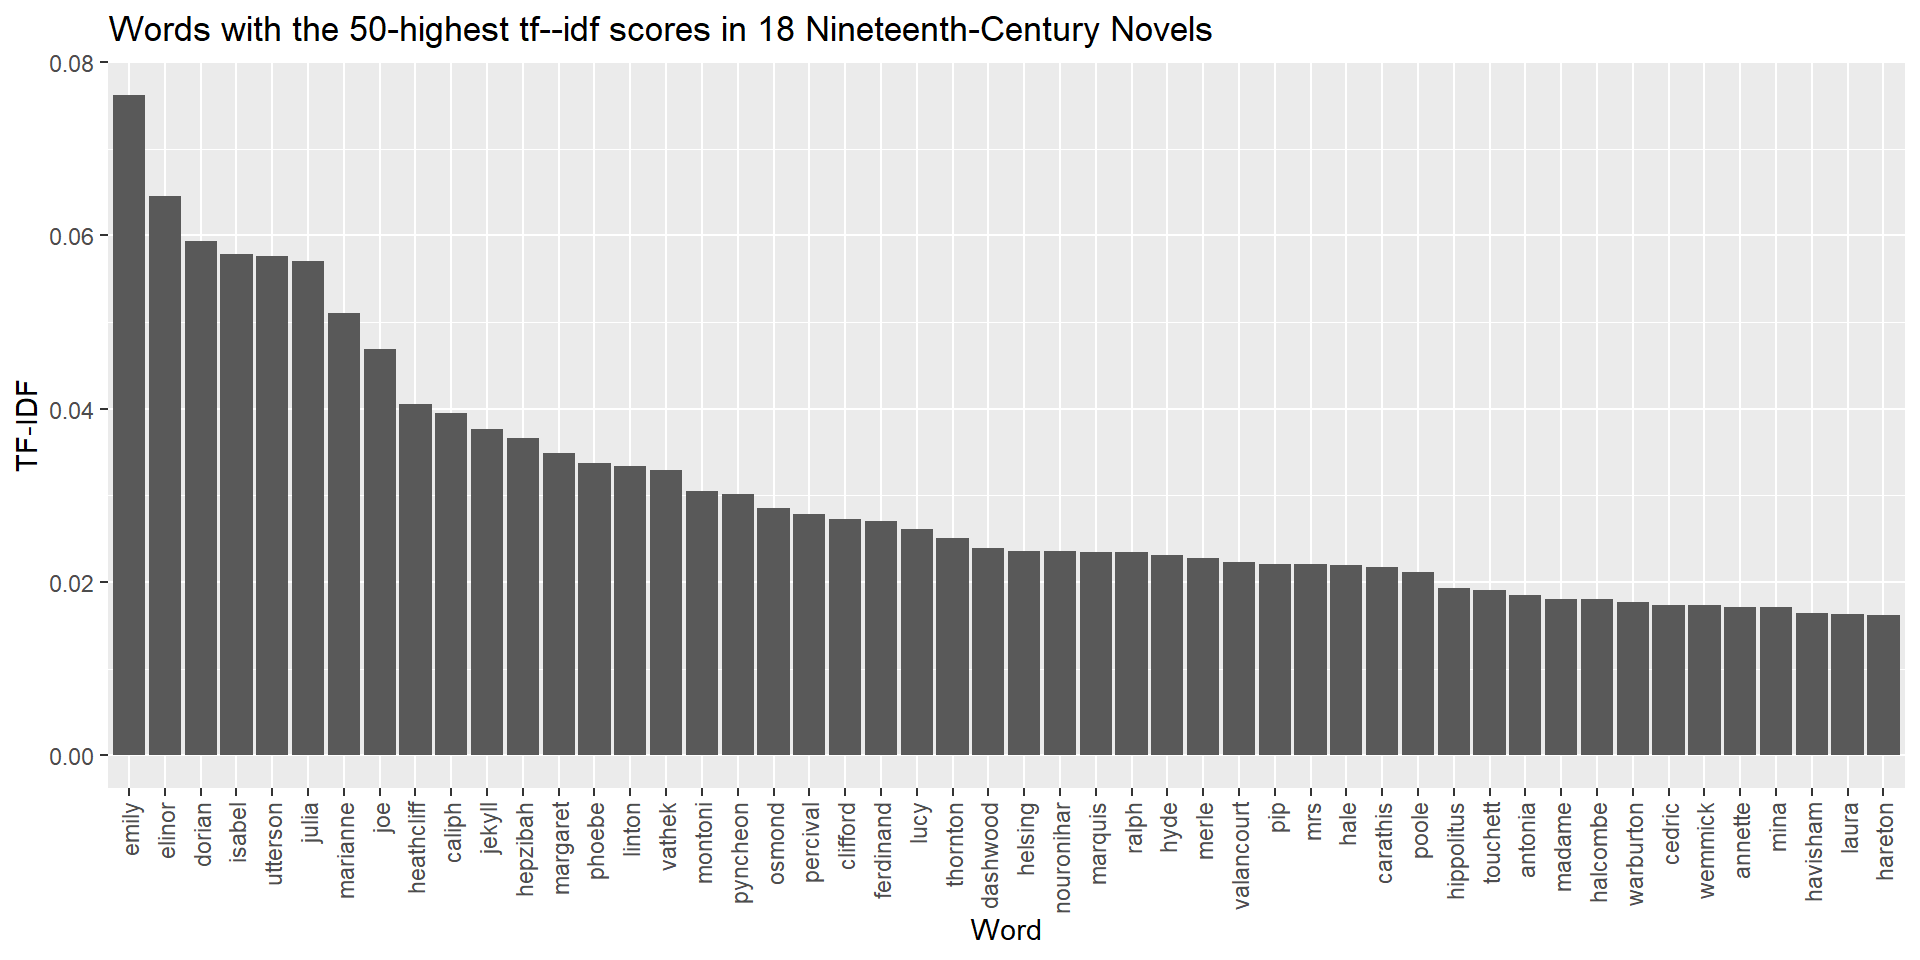 Words with the 50-highest tf--idf scores in 18 Nineteenth-Century Novels
TF-IDF
0.08
0.06
0.04
0.02
0.00
emily
elinor
dorian
isabel
utterson
julia
marianne
joe
heathcliff
caliph
jekyll
hepzibah
margaret
phoebe
linton
vathek
montoni
pyncheon
osmond
percival
clifford
ferdinand
lucy
thornton
dashwood
helsing
nouronihar
marquis
ralph
hyde
merle
valancourt
pip
mrs
hale
carathis
poole
hippolitus
touchett
antonia
madame
halcombe
warburton
cedric
wemmick
annette
mina
havisham
laura
hareton
Word